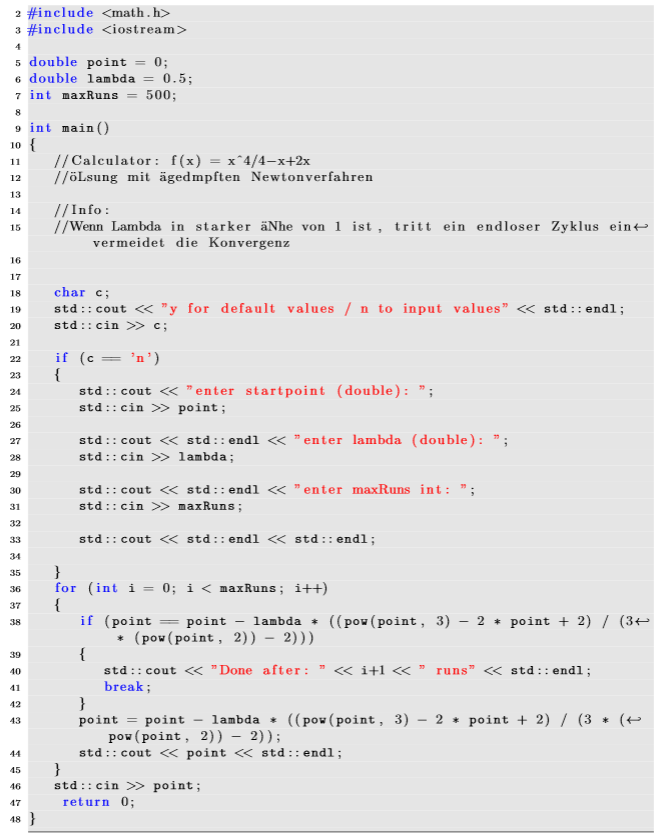 2 #include <math.h>
3 #include <iostream>
4
5 double point = 0;
6 double lambda = 0.5;
7 int maxRuns = 500;
8
9 int main()
10 {
11 //Calculator: f(x) = x^4/4-x+2x
12 //öLsung mit ägedmpften Newtonverfahren
13
14 //Info:
15 //Wenn Lambda in starker äNhe von 1 ist, tritt ein endloser Zyklus ein↩
vermeidet die Konvergenz
16
17
18 char c;
19 std::cout << "y for default values / n to input values" << std::endl;
20 std::cin >> c;
21
22 if (c == 'n')
23 {
24 std::cout << "enter startpoint (double): ";
25 std::cin >> point;
26
27 std::cout << std::endl << "enter lambda (double): ";
28 std::cin >> lambda;
29
30 std::cout << std::endl << "enter maxRuns int: ";
31 std::cin >> maxRuns;
32
33 std::cout << std::endl << std::endl;
34
35 }
36 for (int i = 0; i < maxRuns; i++)
37 {
38 if (point == point - lambda * ((pow(point, 3) - 2 * point + 2) / (3↩
* (pow(point, 2)) - 2)))
39 {
40 std::cout << "Done after: " << i+1 << " runs" << std::endl;
41 break;
42 }
43 point = point - lambda * ((pow(point, 3) - 2 * point + 2) / (3 * (↩
pow(point, 2)) - 2));
44 std::cout << point << std::endl;
45 }
46 std::cin >> point;
47 return 0;
48 }